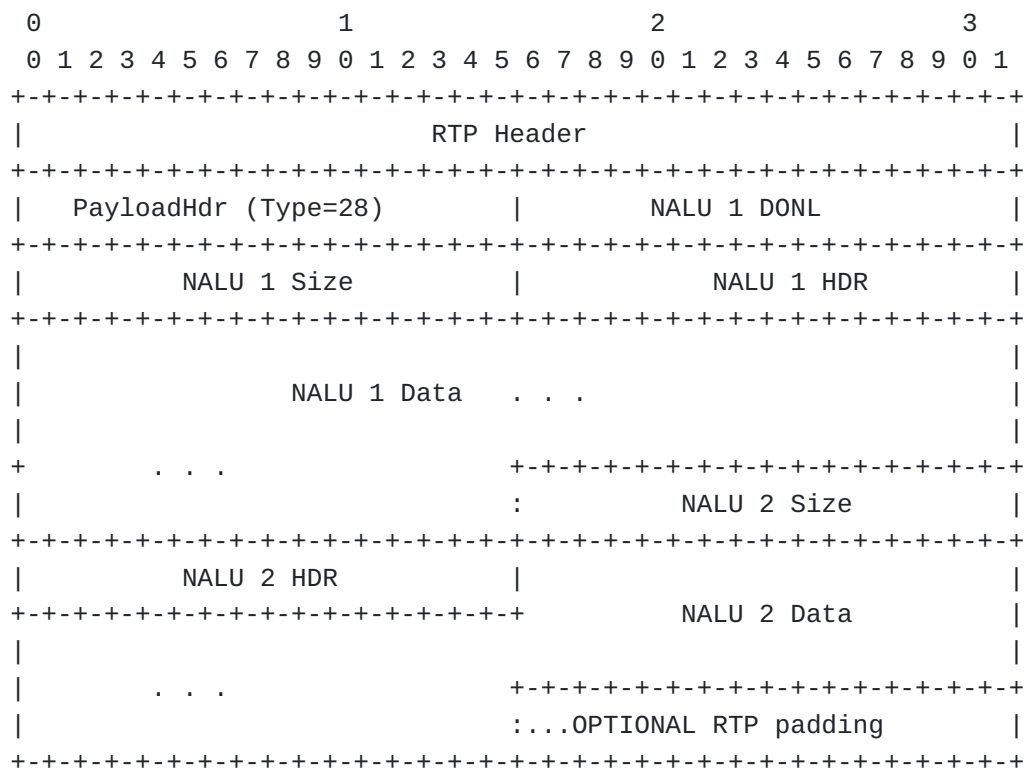 0                   1                   2                   3
 0 1 2 3 4 5 6 7 8 9 0 1 2 3 4 5 6 7 8 9 0 1 2 3 4 5 6 7 8 9 0 1
+-+-+-+-+-+-+-+-+-+-+-+-+-+-+-+-+-+-+-+-+-+-+-+-+-+-+-+-+-+-+-+-+
|                          RTP Header                           |
+-+-+-+-+-+-+-+-+-+-+-+-+-+-+-+-+-+-+-+-+-+-+-+-+-+-+-+-+-+-+-+-+
|   PayloadHdr (Type=28)        |        NALU 1 DONL            |
+-+-+-+-+-+-+-+-+-+-+-+-+-+-+-+-+-+-+-+-+-+-+-+-+-+-+-+-+-+-+-+-+
|          NALU 1 Size          |            NALU 1 HDR         |
+-+-+-+-+-+-+-+-+-+-+-+-+-+-+-+-+-+-+-+-+-+-+-+-+-+-+-+-+-+-+-+-+
|                                                               |
|                 NALU 1 Data   . . .                           |
|                                                               |
+        . . .                  +-+-+-+-+-+-+-+-+-+-+-+-+-+-+-+-+
|                               :          NALU 2 Size          |
+-+-+-+-+-+-+-+-+-+-+-+-+-+-+-+-+-+-+-+-+-+-+-+-+-+-+-+-+-+-+-+-+
|          NALU 2 HDR           |                               |
+-+-+-+-+-+-+-+-+-+-+-+-+-+-+-+-+          NALU 2 Data          |
|                                                               |
|        . . .                  +-+-+-+-+-+-+-+-+-+-+-+-+-+-+-+-+
|                               :...OPTIONAL RTP padding        |
+-+-+-+-+-+-+-+-+-+-+-+-+-+-+-+-+-+-+-+-+-+-+-+-+-+-+-+-+-+-+-+-+